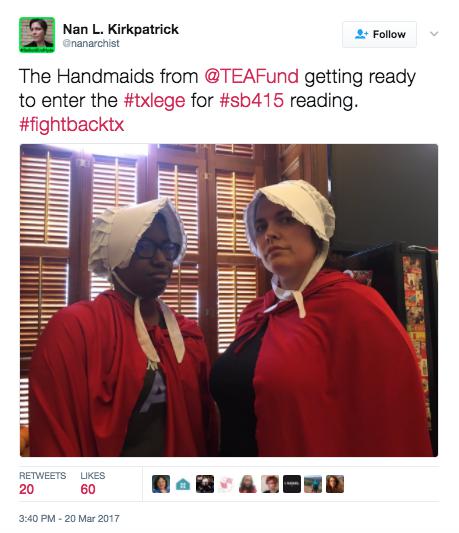 Nan L. Kirkpatrick
@nanarchist
Follow
The Handmaids from @TEAFund getting ready
to enter the #txlege for #sb415 reading.
#fightbacktx
RETWEETS LIKES
20 60
3:40 PM - 20 Mar 2017